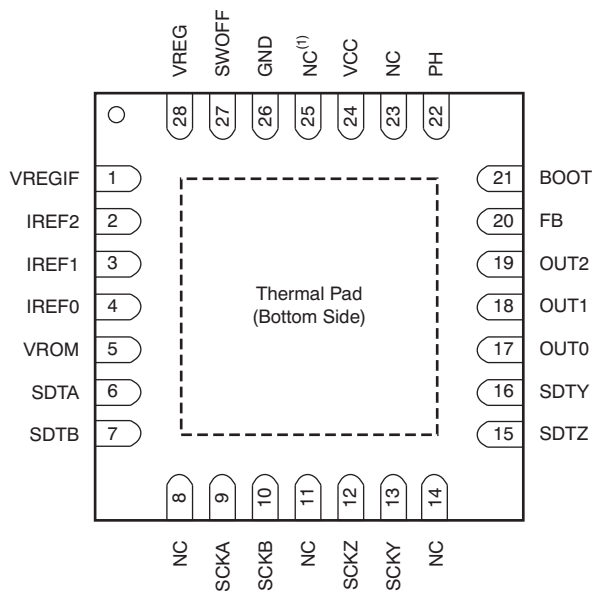 VREG
SWOFF
GND
NC(1)
VCC
NC
PH
28
27
26
25
24
23
22
VREGIF 1
IREF2 2
IREF1 3
IREF0 4
VROM 5
SDTA 6
SDTB 7
21 BOOT
20 FB
19 OUT2
18 OUT1
17 OUT0
16 SDTY
15 SDTZ
Thermal Pad
(Bottom Side)
8
9
10
11
12
13
14
NC
SCKA
SCKB
NC
SCKZ
SCKY
NC